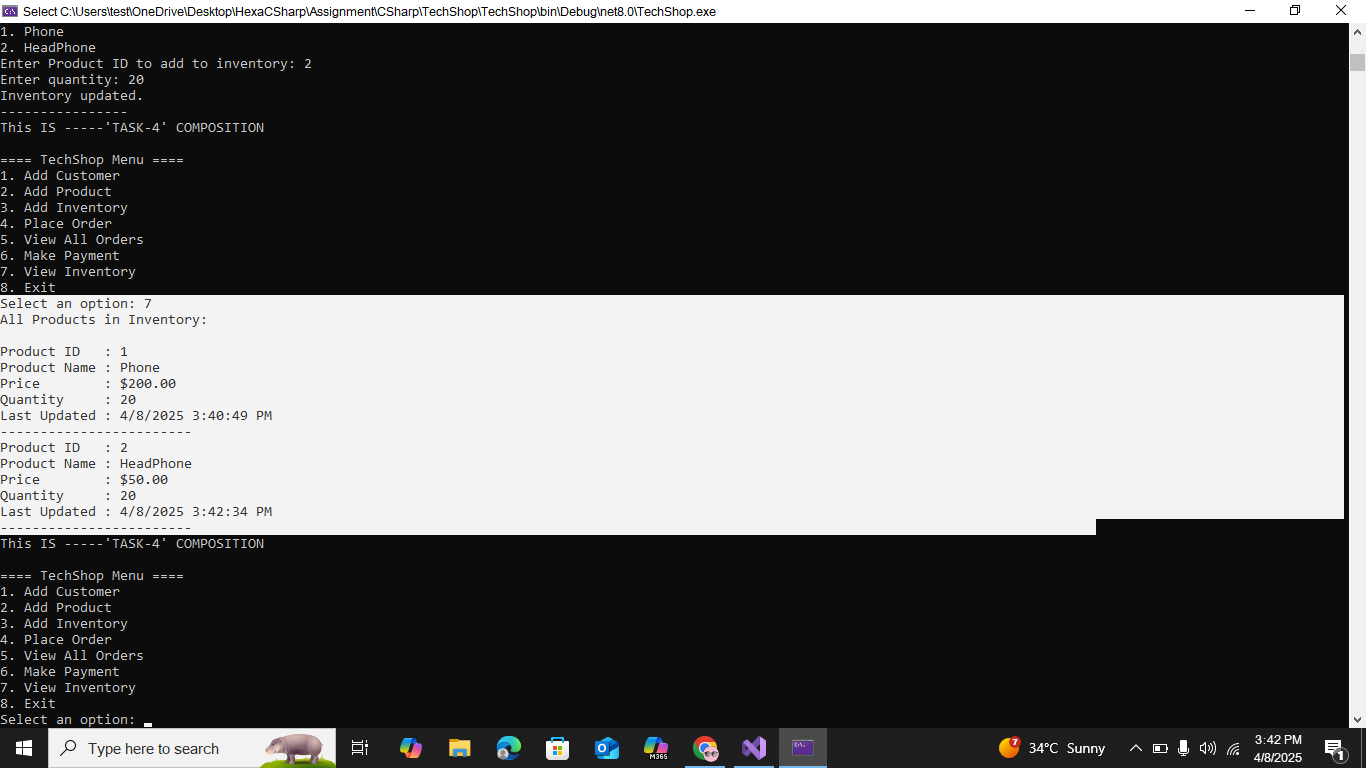 Select C:\Users\test\OneDrive\Desktop\HexaCSharp\Assignment\CSharp\TechShop\TechShop\bin\Debug\net8.0\TechShop.exe
1. Phone
2. HeadPhone
Enter Product ID to add to inventory: 2
Enter quantity: 20
Inventory updated.
----------------
This IS -----'TASK-4' COMPOSITION
==== TechShop Menu ====
1. Add Customer
2. Add Product
3. Add Inventory
4. Place Order
5. View All Orders
6. Make Payment
7. View Inventory
8. Exit
Select an option: 7
All Products in Inventory:
Product ID   : 1
Product Name : Phone
Price        : $200.00
Quantity     : 20
Last Updated : 4/8/2025 3:40:49 PM
------------------------
Product ID   : 2
Product Name : HeadPhone
Price        : $50.00
Quantity     : 20
Last Updated : 4/8/2025 3:42:34 PM
------------------------
This IS -----'TASK-4' COMPOSITION
==== TechShop Menu ====
1. Add Customer
2. Add Product
3. Add Inventory
4. Place Order
5. View All Orders
6. Make Payment
7. View Inventory
8. Exit
Select an option:
Type here to search
M365
7
34°C Sunny
3:42 PM
4/8/2025
1